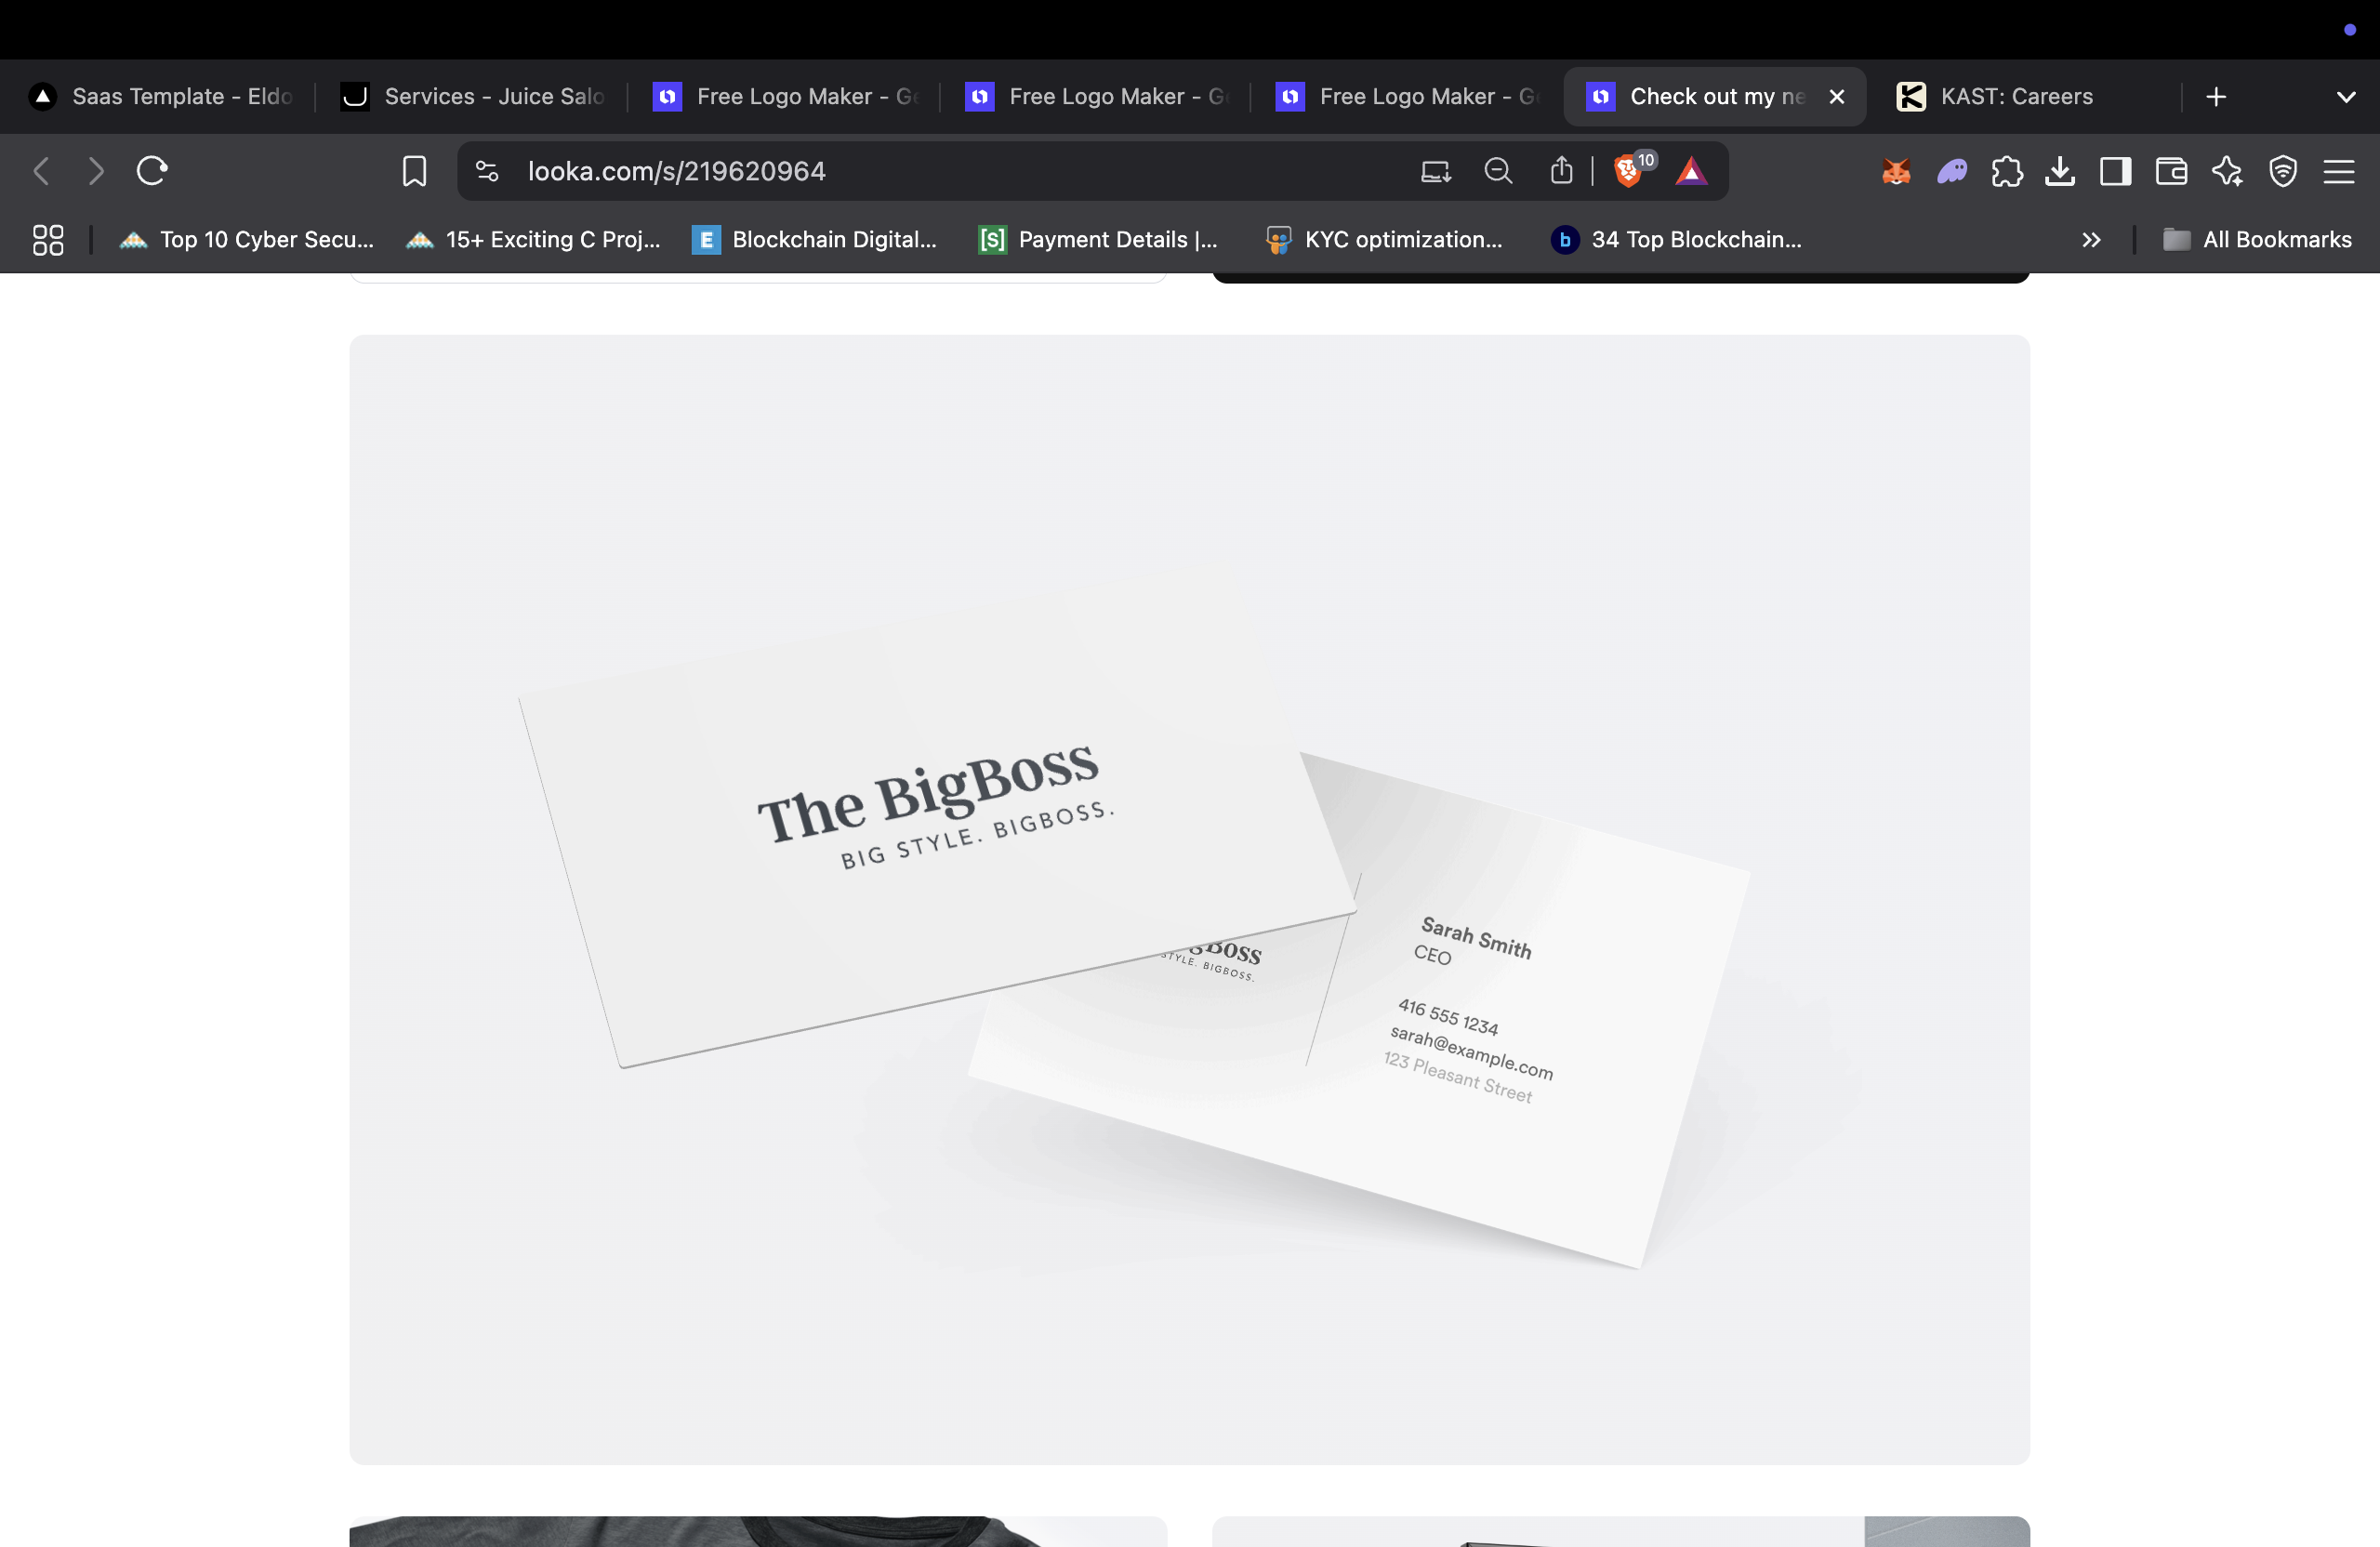 Saas Template - Eldo
Services - Juice Salo
Free Logo Maker - Ge
Free Logo Maker - G
Free Logo Maker - Ge
Check out my ne
KAST: Careers
looka.com/s/219620964
10
Top 10 Cyber Secu...
15+ Exciting C Proj...
E
Blockchain Digital...
[S]
Payment Details |...
KYC optimization...
b
34 Top Blockchain...
All Bookmarks
The BigBoss
BIG STYLE. BIGBOSS.
gBoss
STYLE. BIGBOSS.
Sarah Smith
CEO
416 555 1234
sarah@example.com
123 Pleasant Street